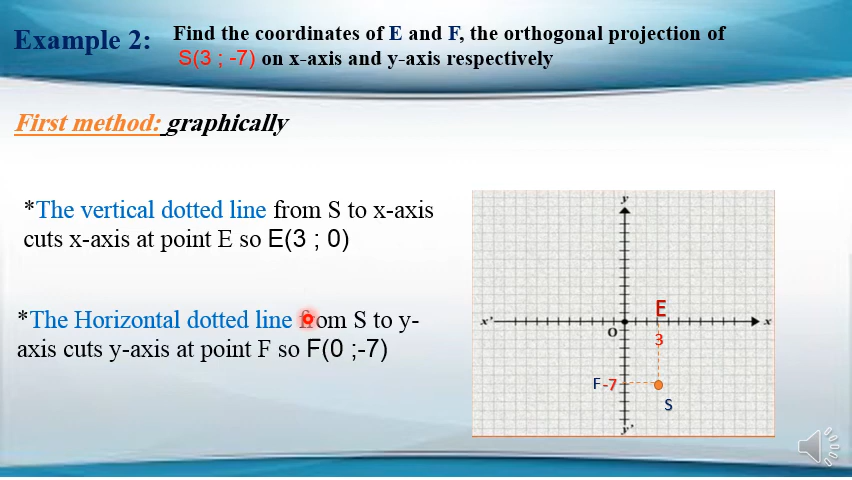 Example 2:
Find the coordinates of E and F, the orthogonal projection of
S(3 ; -7) on x-axis and y-axis respectively
First method: graphically
*The vertical dotted line from S to x-axis
cuts x-axis at point E so E(3 ; 0)
*The Horizontal dotted line from S to y-
axis cuts y-axis at point F so F(0 ;-7)
y
E
x'
x
O
3
F -7
S
y'